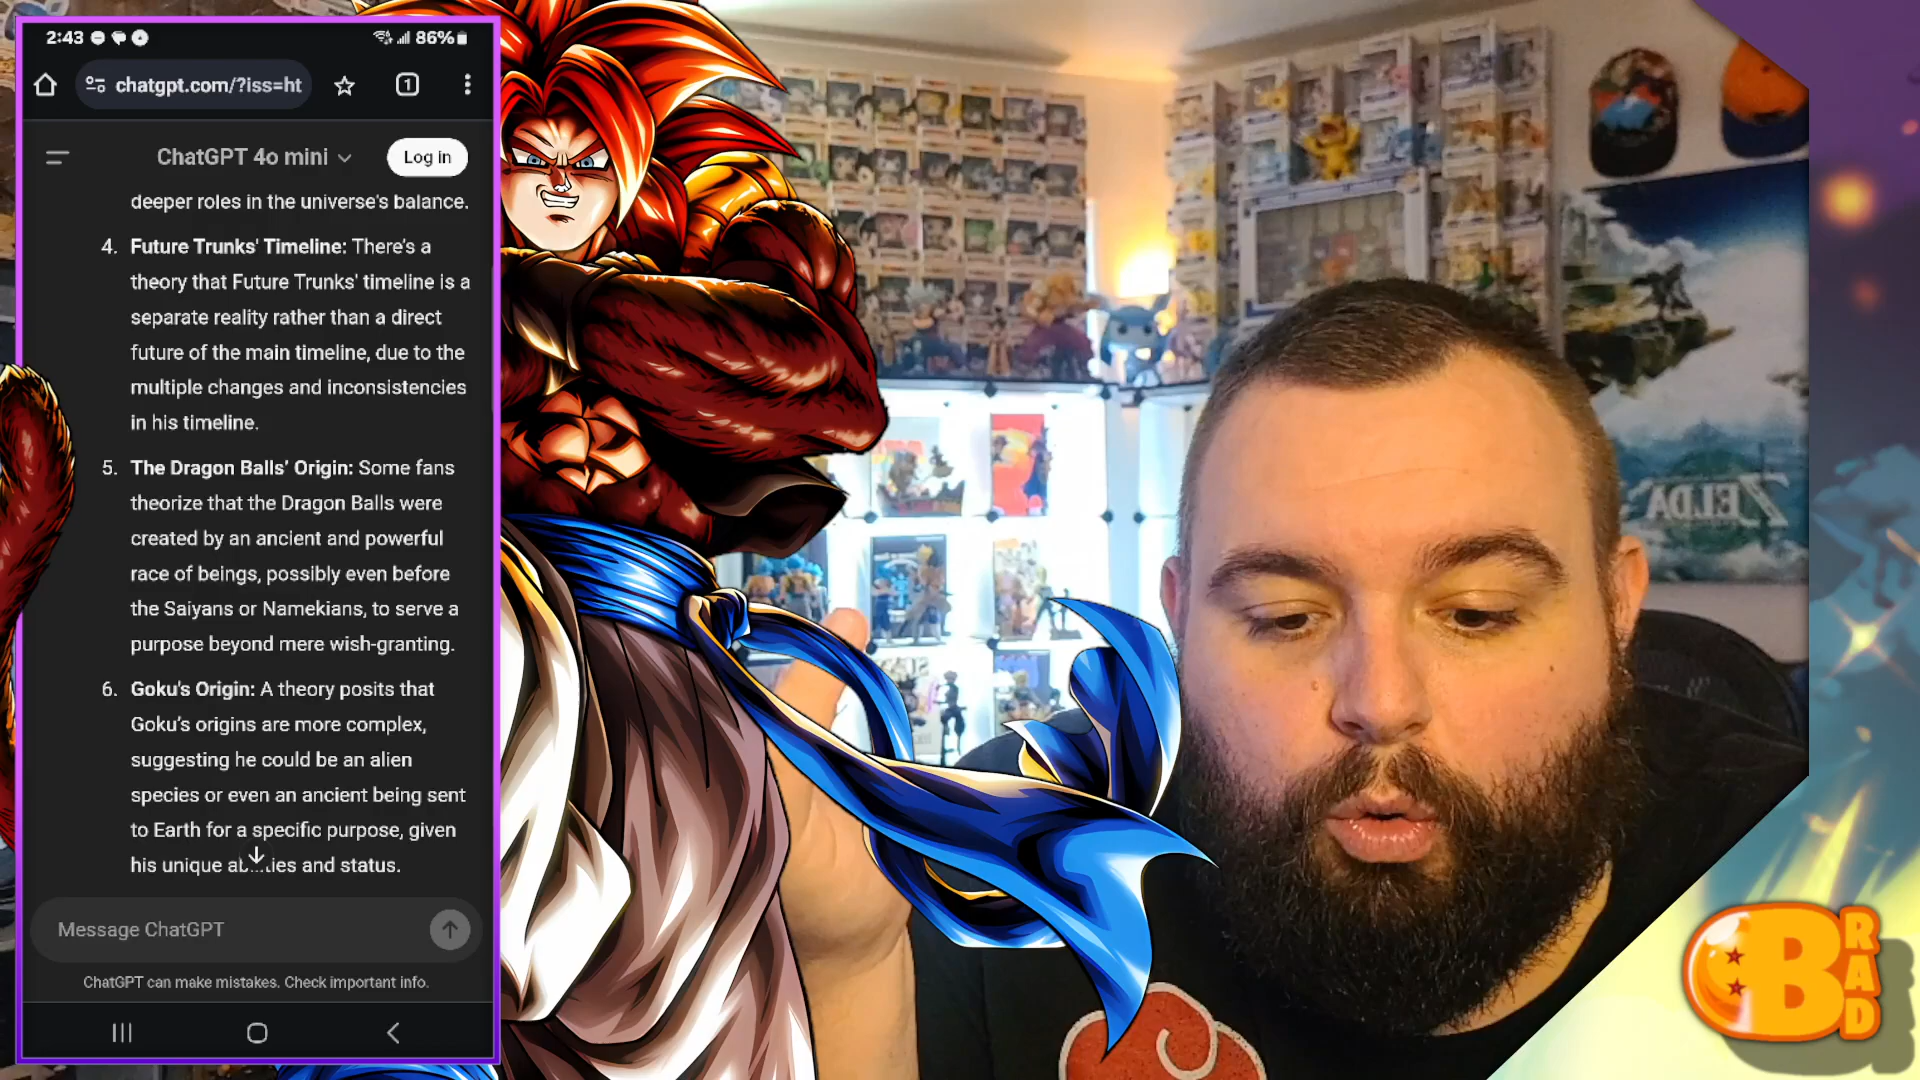 2:43
86%
chatgpt.com/?iss=ht
1
ChatGPT 4o mini
Log in
deeper roles in the universe's balance.
4. Future Trunks' Timeline: There's a
theory that Future Trunks' timeline is a
separate reality rather than a direct
future of the main timeline, due to the
multiple changes and inconsistencies
in his timeline.
5. The Dragon Balls' Origin: Some fans
theorize that the Dragon Balls were
created by an ancient and powerful
race of beings, possibly even before
the Saiyans or Namekians, to serve a
purpose beyond mere wish-granting.
6. Goku's Origin: A theory posits that
Goku's origins are more complex,
suggesting he could be an alien
species or even an ancient being sent
to Earth for a specific purpose, given
his unique abilities and status.
Message ChatGPT
ChatGPT can make mistakes. Check important info.
ZELDA
BRAD